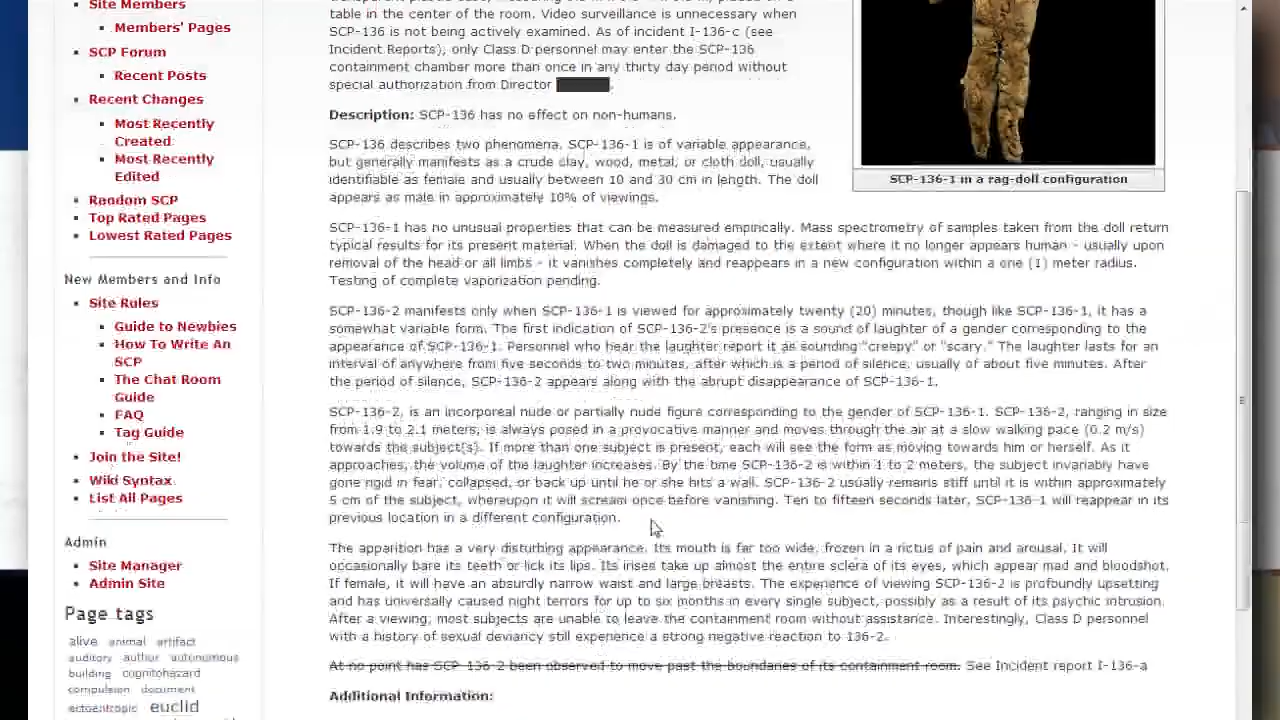 Site Members
Members' Pages
SCP Forum
Recent Posts
Recent Changes
Most Recently
Created
Most Recently
Edited
Random SCP
Top Rated Pages
Lowest Rated Pages
New Members and Info
Site Rules
Guide to Newbies
How To Write An
SCP
The Chat Room
Guide
FAQ
Tag Guide
Join the Site!
Wiki Syntax
List All Pages
Admin
Site Manager
Admin Site
Page tags
alive animal artifact
auditory author autonomous
building cognitohazard
compulsion document
ectoentropic euclid
table in the center of the room. Video surveillance is unnecessary when
SCP-136 is not being actively examined. As of incident I-136-c (see
Incident Reports), only Class D personnel may enter the SCP-136
containment chamber more than once in any thirty day period without
special authorization from Director
Description: SCP-136 has no effect on non-humans.
SCP-136 describes two phenomena. SCP-136-1 is of variable appearance,
but generally manifests as a crude clay, wood, metal, or cloth doll, usually
identifiable as female and usually between 10 and 30 cm in length. The doll
appears as male in approximately 10% of viewings.
SCP-136-1 in a rag-doll configuration
SCP-136-1 has no unusual properties that can be measured empirically. Mass spectrometry of samples taken from the doll return
typical results for its present material. When the doll is damaged to the extent where it no longer appears human - usually upon
removal of the head or all limbs - it vanishes completely and reappears in a new configuration within a one (1) meter radius.
Testing of complete vaporization pending.
SCP-136-2 manifests only when SCP-136-1 is viewed for approximately twenty (20) minutes, though like SCP-136-1, it has a
somewhat variable form. The first indication of SCP-136-2's presence is a sound of laughter of a gender corresponding to the
appearance of SCP-136-1. Personnel who hear the laughter report it as sounding "creepy" or "scary." The laughter lasts for an
interval of anywhere from five seconds to two minutes, after which is a period of silence, usually of about five minutes. After
the period of silence, SCP-136-2 appears along with the abrupt disappearance of SCP-136-1.
SCP-136-2, is an incorporeal nude or partially nude figure corresponding to the gender of SCP-136-1. SCP-136-2, ranging in size
from 1.9 to 2.1 meters, is always posed in a provocative manner and moves through the air at a slow walking pace (0.2 m/s)
towards the subject(s). If more than one subject is present, each will see the form as moving towards him or herself. As it
approaches, the volume of the laughter increases. By the time SCP-136-2 is within 1 to 2 meters, the subject invariably have
gone rigid in fear, collapsed, or back up until he or she hits a wall. SCP-136-2 usually remains stiff until it is within approximately
5 cm of the subject, whereupon it will scream once before vanishing. Ten to fifteen seconds later, SCP-136-1 will reappear in its
previous location in a different configuration.
The apparition has a very disturbing appearance. Its mouth is far too wide, frozen in a rictus of pain and arousal. It will
occasionally bare its teeth or lick its lips. Its irises take up almost the entire sclera of its eyes, which appear mad and bloodshot.
If female, it will have an absurdly narrow waist and large breasts. The experience of viewing SCP-136-2 is profoundly upsetting
and has universally caused night terrors for up to six months in every single subject, possibly as a result of its psychic intrusion.
After a viewing, most subjects are unable to leave the containment room without assistance. Interestingly, Class D personnel
with a history of sexual deviancy still experience a strong negative reaction to 136-2.
At no point has SCP-136-2 been observed to move past the boundaries of its containment room. See Incident report I-136-a
Additional Information: